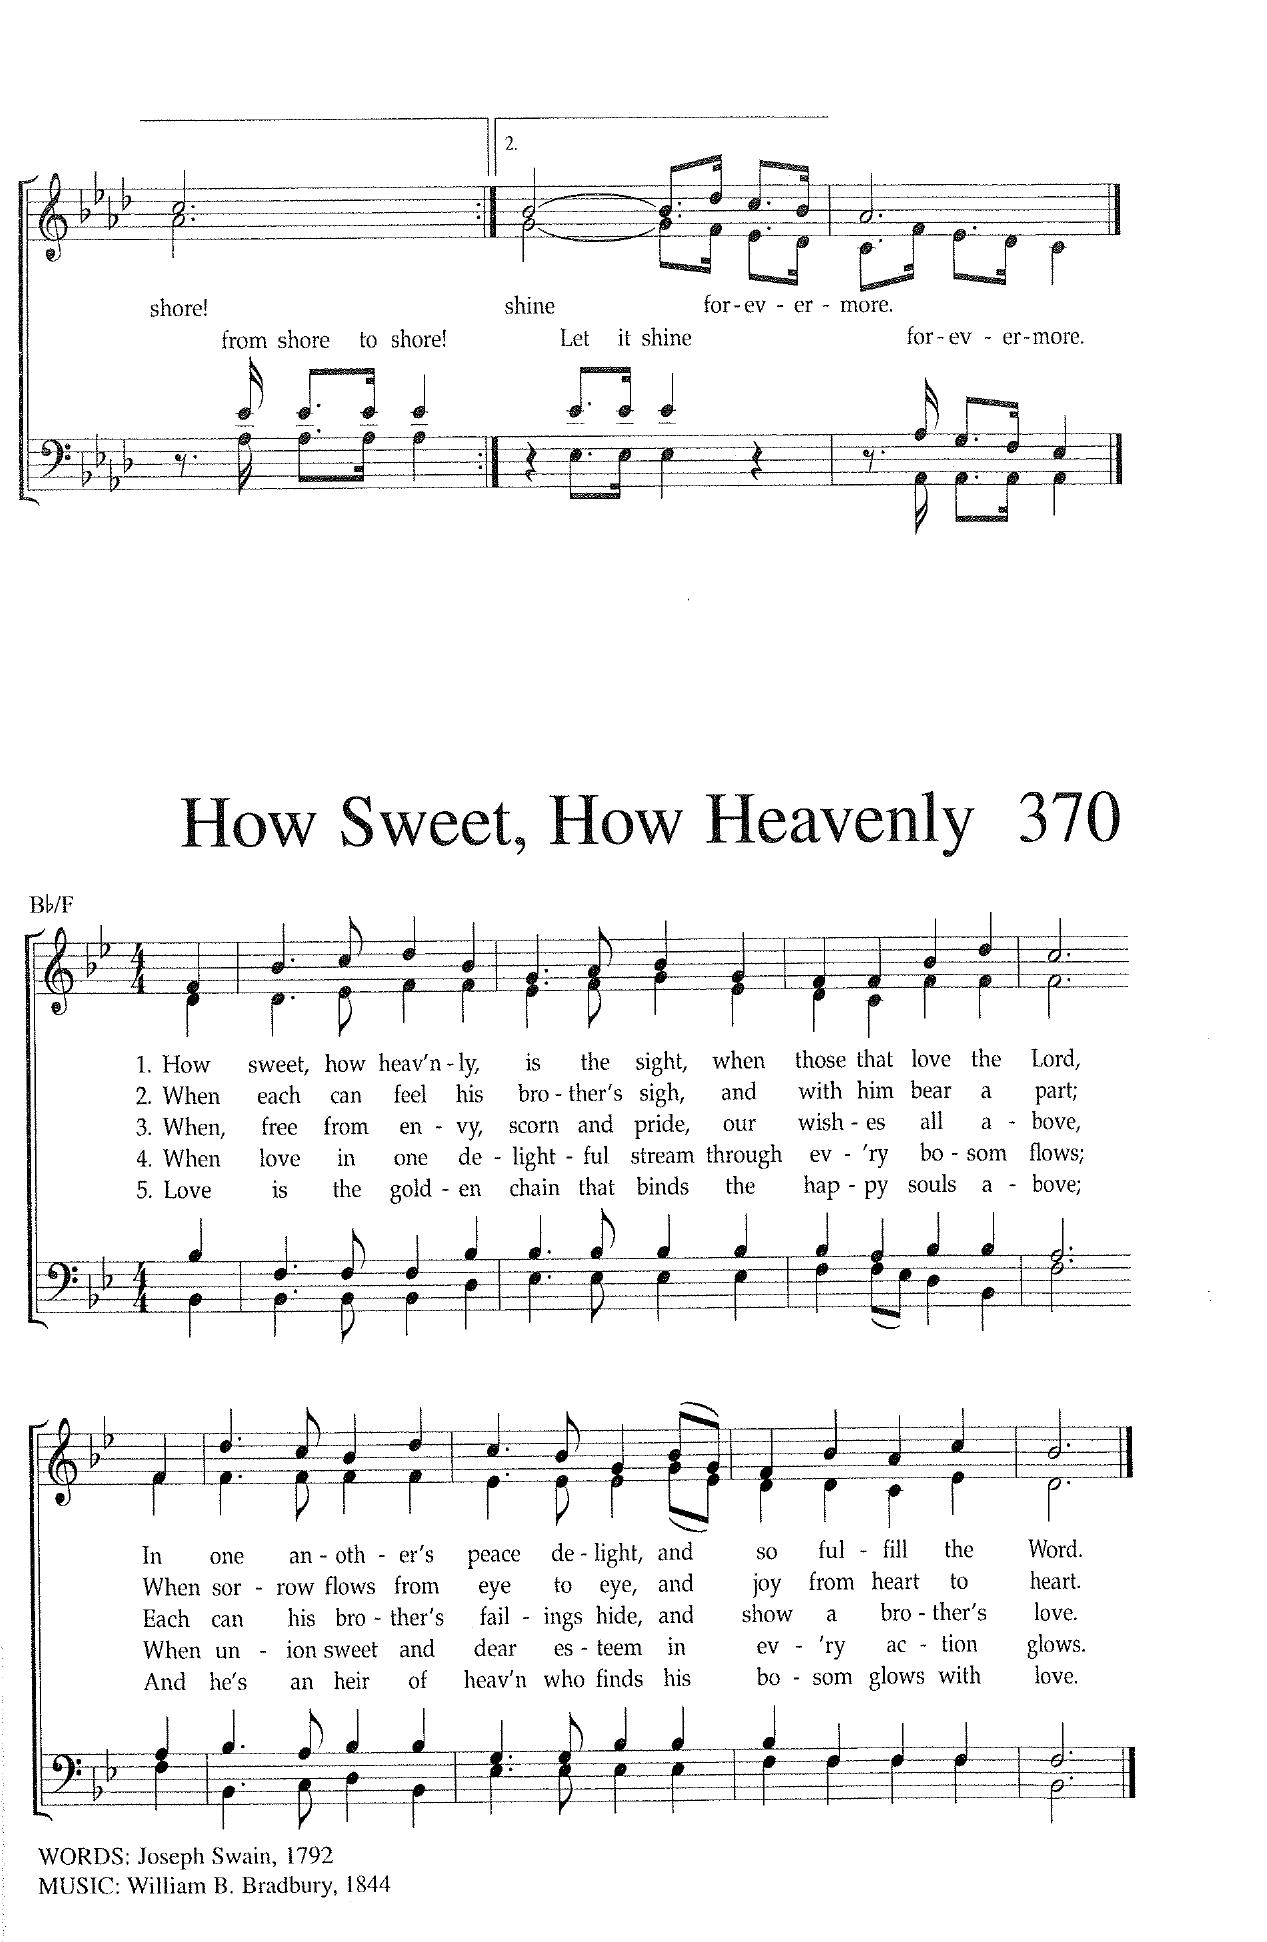 2.
shore! shine for-ev - er - more.
from shore to shore! Let it shine for-ev - er-more.
How Sweet, How Heavenly 370
B♭/F
4
4
1. How sweet, how heav'n - ly, is the sight, when those that love the Lord,
2. When each can feel his bro - ther's sigh, and with him bear a part;
3. When, free from en - vy, scorn and pride, our wish - es all a - bove,
4. When love in one de - light - ful stream through ev - 'ry bo - som flows;
5. Love is the gold - en chain that binds the hap - py souls a - bove;
4
4
In one an - oth - er's peace de - light, and so ful - fill the Word.
When sor - row flows from eye to eye, and joy from heart to heart.
Each can his bro - ther's fail - ings hide, and show a bro - ther's love.
When un - ion sweet and dear es - teem in ev - 'ry ac - tion glows.
And he's an heir of heav'n who finds his bo - som glows with love.
WORDS: Joseph Swain, 1792
MUSIC: William B. Bradbury, 1844